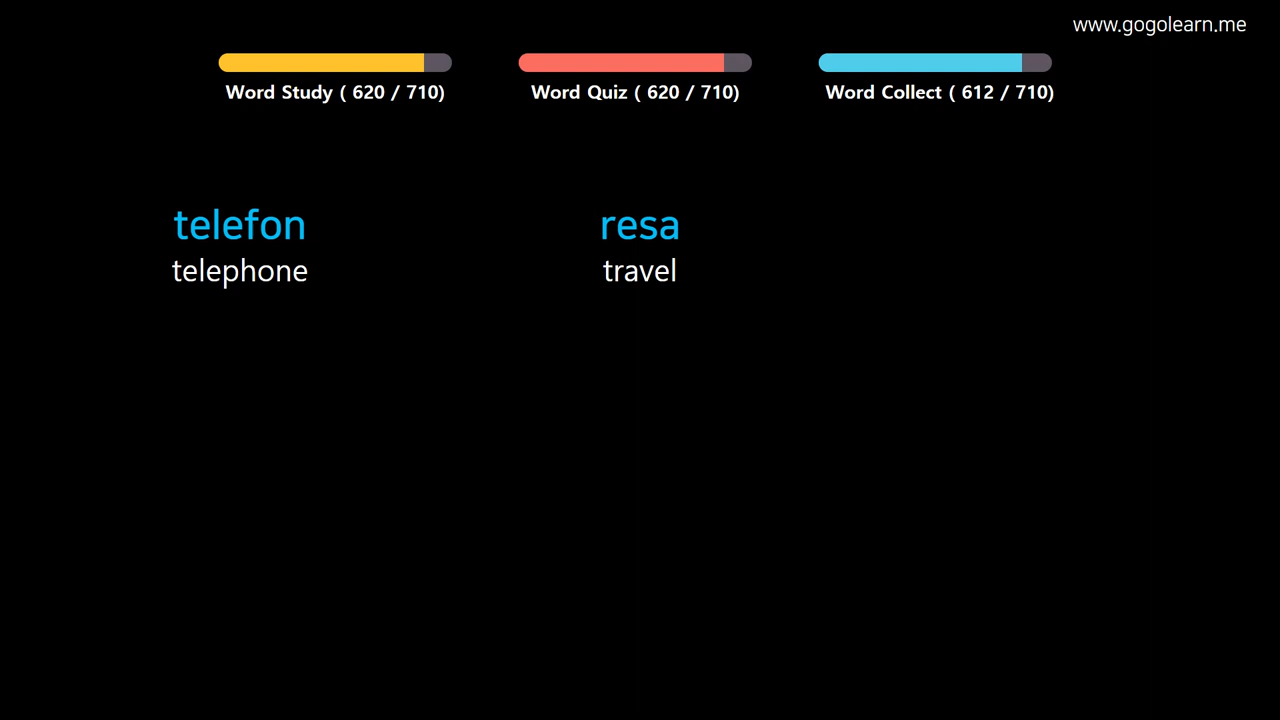 www.gogolearn.me
Word Study ( 620 / 710)
Word Quiz ( 620 / 710)
Word Collect ( 612 / 710)
telefon
telephone
resa
travel